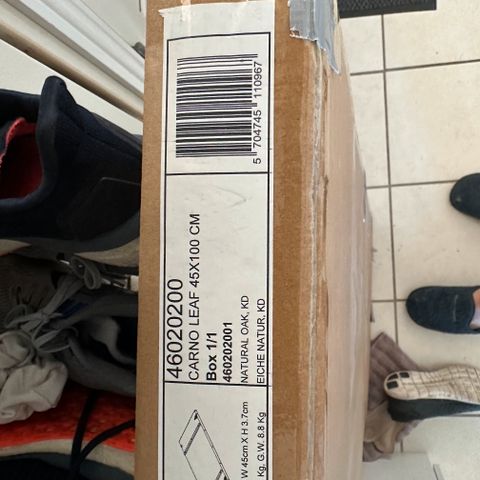 5 704745 110967
46020200
CARNO LEAF 45X100 CM
Box 1/1
460202001
NATURAL OAK, KD
EICHE NATUR, KD
W 45cm X H 3.7cm
Kg. G.W. 8.8 Kg